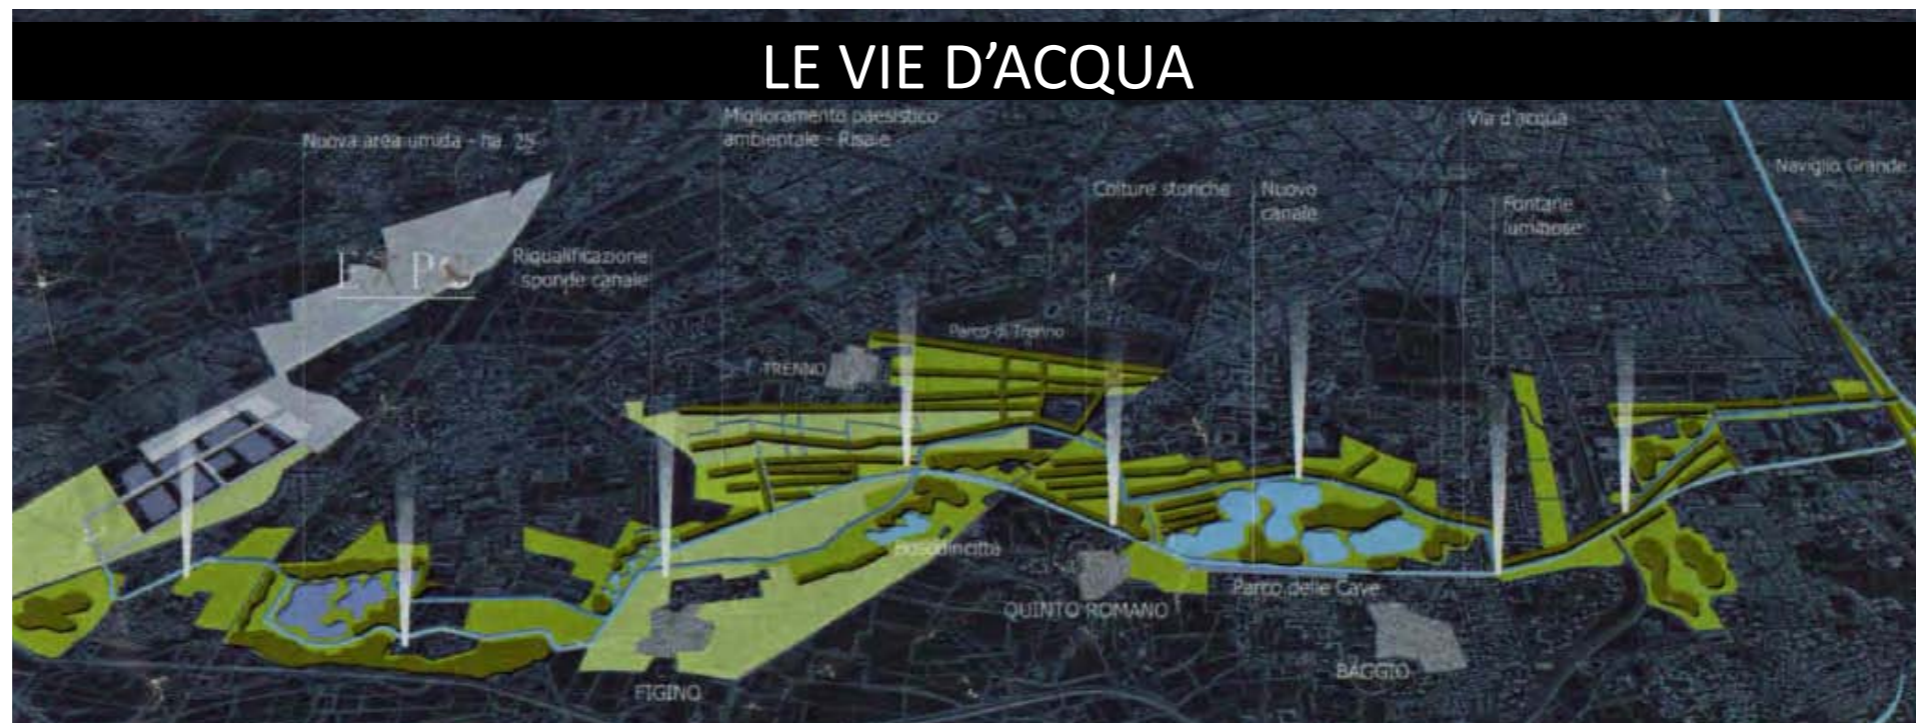 LE VIE D'ACQUA
Nuova area umida - ha 25
Miglioramento paesistico
ambientale - Risaie
Via d'acqua
Naviglio Grande
Colture storiche
Nuovo
canale
Fontane
luminose
Riqualificazione
sponde canale
Parco di Trenno
TRENNO
Boscoincittà
QUINTO ROMANO
Parco delle Cave
BAGGIO
FIGINO